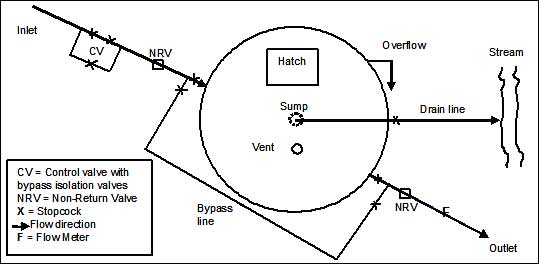 Inlet
CV
NRV
Hatch
Overflow
Stream
Sump
Drain line
Vent
CV = Control valve with
bypass isolation valves
NRV = Non-Return Valve
X = Stopcock
Flow direction
F = Flow Meter
Bypass
line
NRV
F
Outlet